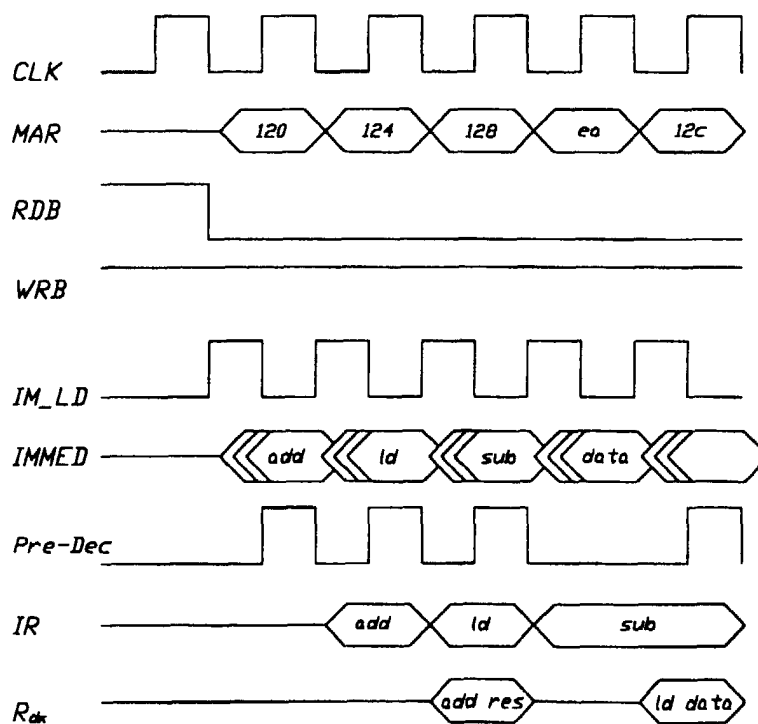 CLK
MAR 120 124 128 ea 12c
RDB
WRB
IM_LD
IMMED add ld sub data
Pre-Dec
IR add ld sub
Rdx add res ld data